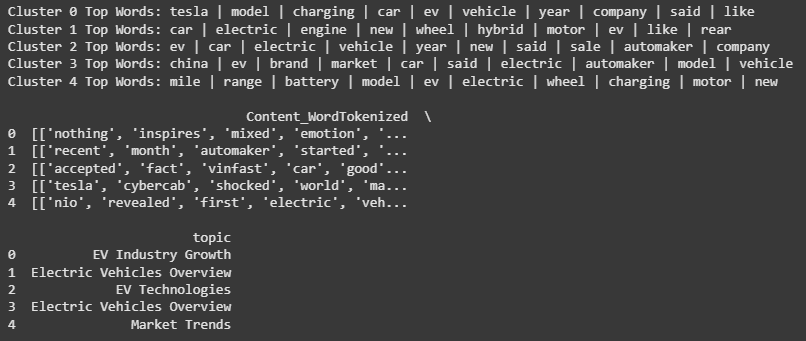 Cluster 0 Top Words: tesla | model | charging | car | ev | vehicle | year | company | said | like
Cluster 1 Top Words: car | electric | engine | new | wheel | hybrid | motor | ev | like | rear
Cluster 2 Top Words: ev | car | electric | vehicle | year | new | said | sale | automaker | company
Cluster 3 Top Words: china | ev | brand | market | car | said | electric | automaker | model | vehicle
Cluster 4 Top Words: mile | range | battery | model | ev | electric | wheel | charging | motor | new
Content_WordTokenized \
0 [['nothing', 'inspires', 'mixed', 'emotion', '...
1 [['recent', 'month', 'automaker', 'started', '...
2 [['accepted', 'fact', 'vinfast', 'car', 'good'...
3 [['tesla', 'cybercab', 'shocked', 'world', 'ma...
4 [['nio', 'revealed', 'first', 'electric', 'veh...
topic
0 EV Industry Growth
1 Electric Vehicles Overview
2 EV Technologies
3 Electric Vehicles Overview
4 Market Trends